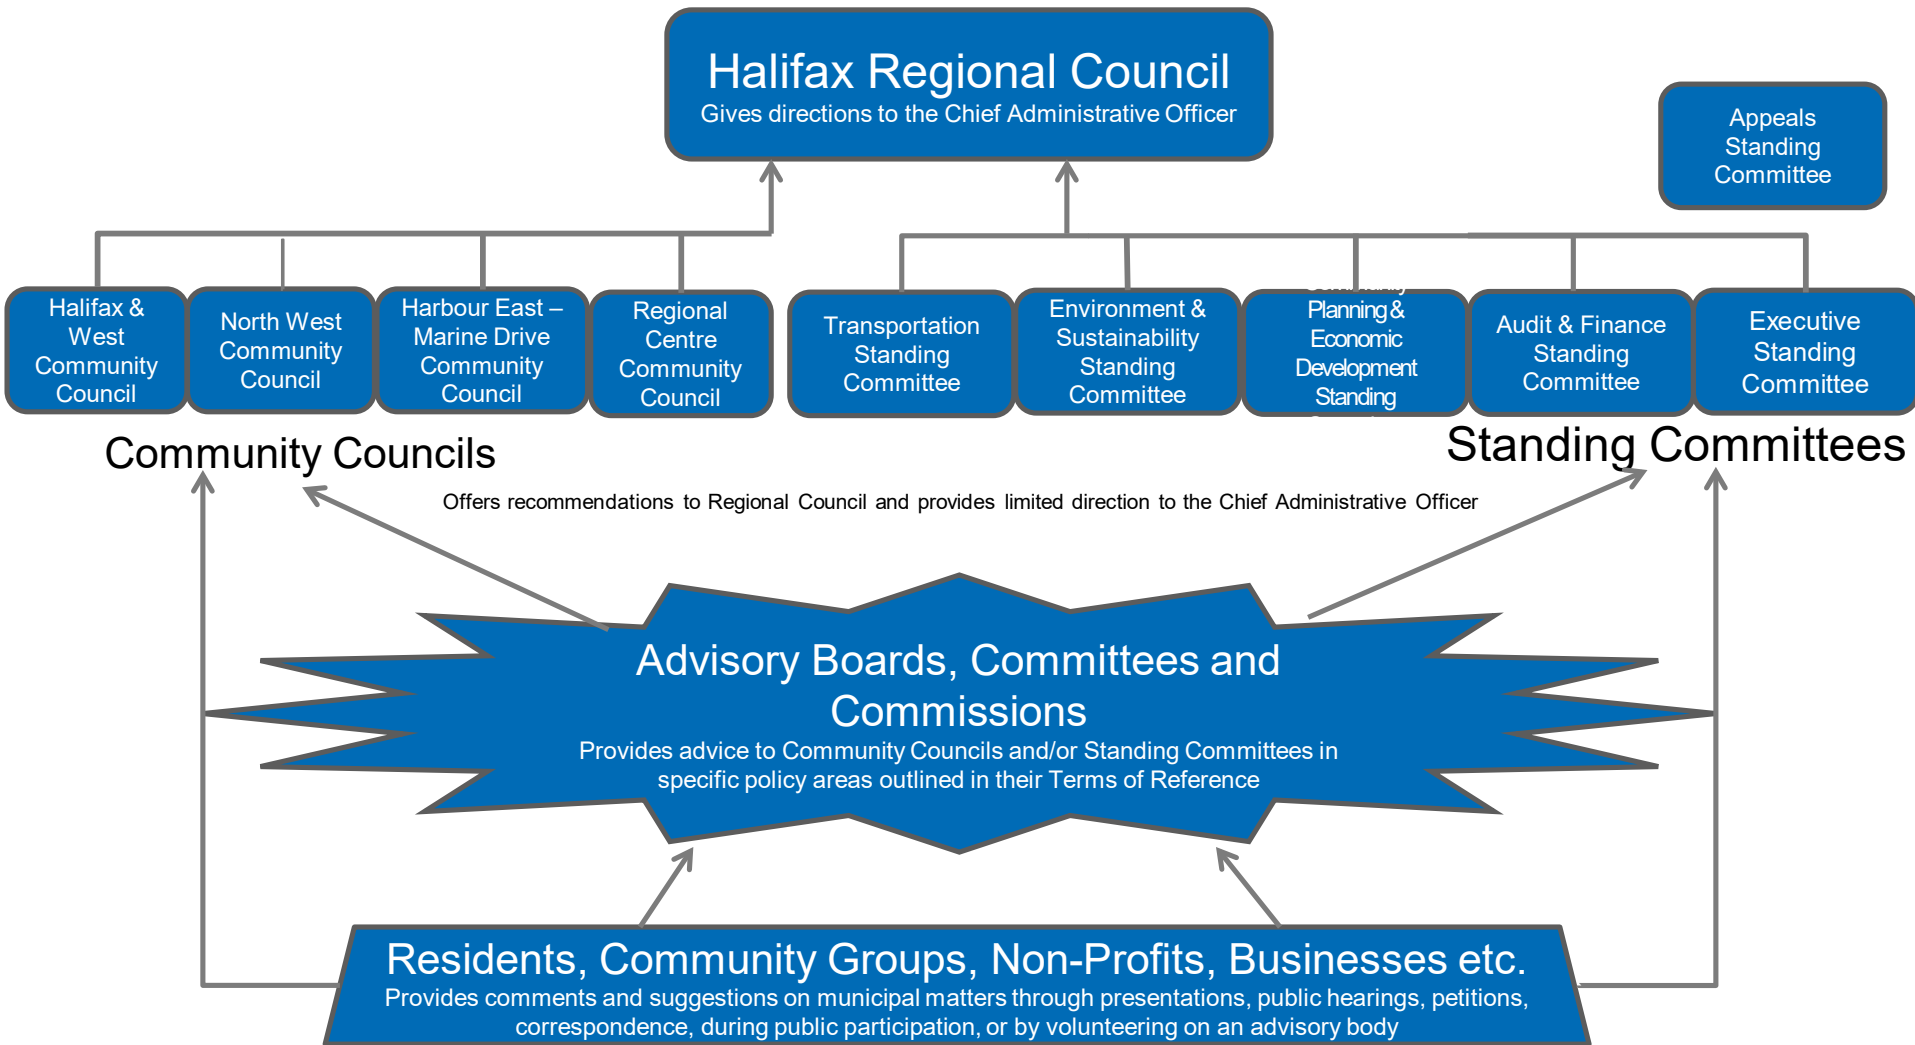 Halifax Regional Council
Gives directions to the Chief Administrative Officer
Appeals
Standing
Committee
Halifax &
West
Community
Council
North West
Community
Council
Harbour East –
Marine Drive
Community
Council
Regional
Centre
Community
Council
Transportation
Standing
Committee
Environment &
Sustainability
Standing
Committee
Planning &
Economic
Development
Standing
Audit & Finance
Standing
Committee
Executive
Standing
Committee
Community Councils
Standing Committees
Offers recommendations to Regional Council and provides limited direction to the Chief Administrative Officer
Advisory Boards, Committees and
Commissions
Provides advice to Community Councils and/or Standing Committees in
specific policy areas outlined in their Terms of Reference
Residents, Community Groups, Non-Profits, Businesses etc.
Provides comments and suggestions on municipal matters through presentations, public hearings, petitions,
correspondence, during public participation, or by volunteering on an advisory body